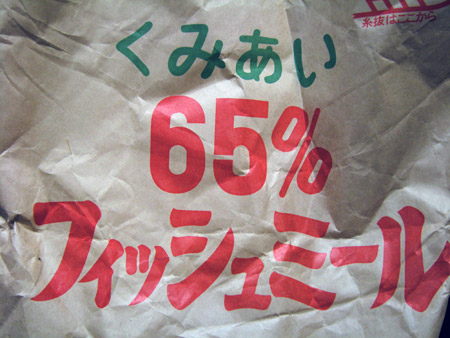 糸抜はここから
くみあい
65%
フィッシュミール